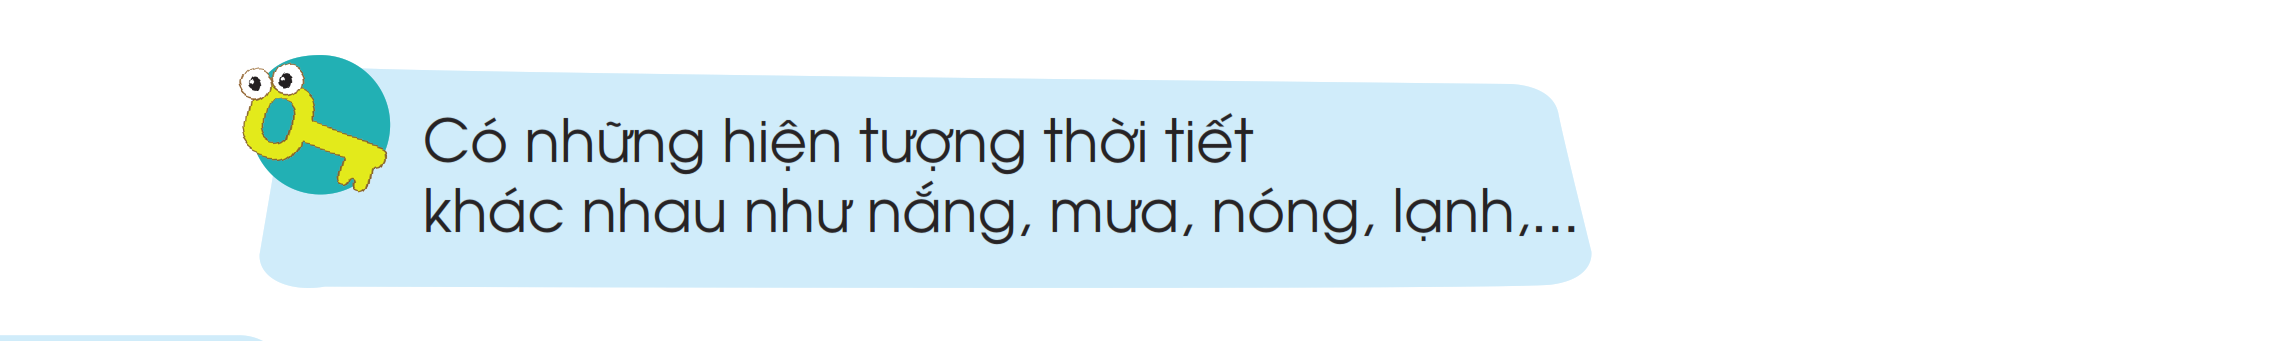 Có những hiện tượng thời tiết
khác nhau như nắng, mưa, nóng, lạnh,...